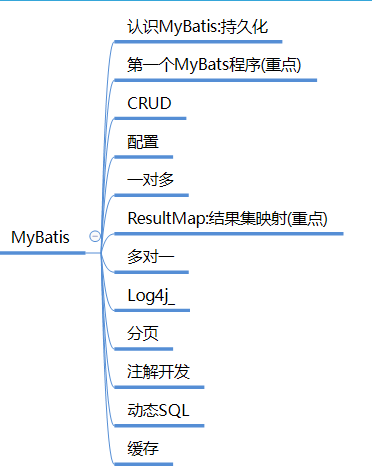 认识MyBatis:持久化
第一个MyBats程序(重点)
CRUD
配置
一对多
ResultMap:结果集映射(重点)
MyBatis
多对一
Log4j_
分页
注解开发
动态SQL
缓存